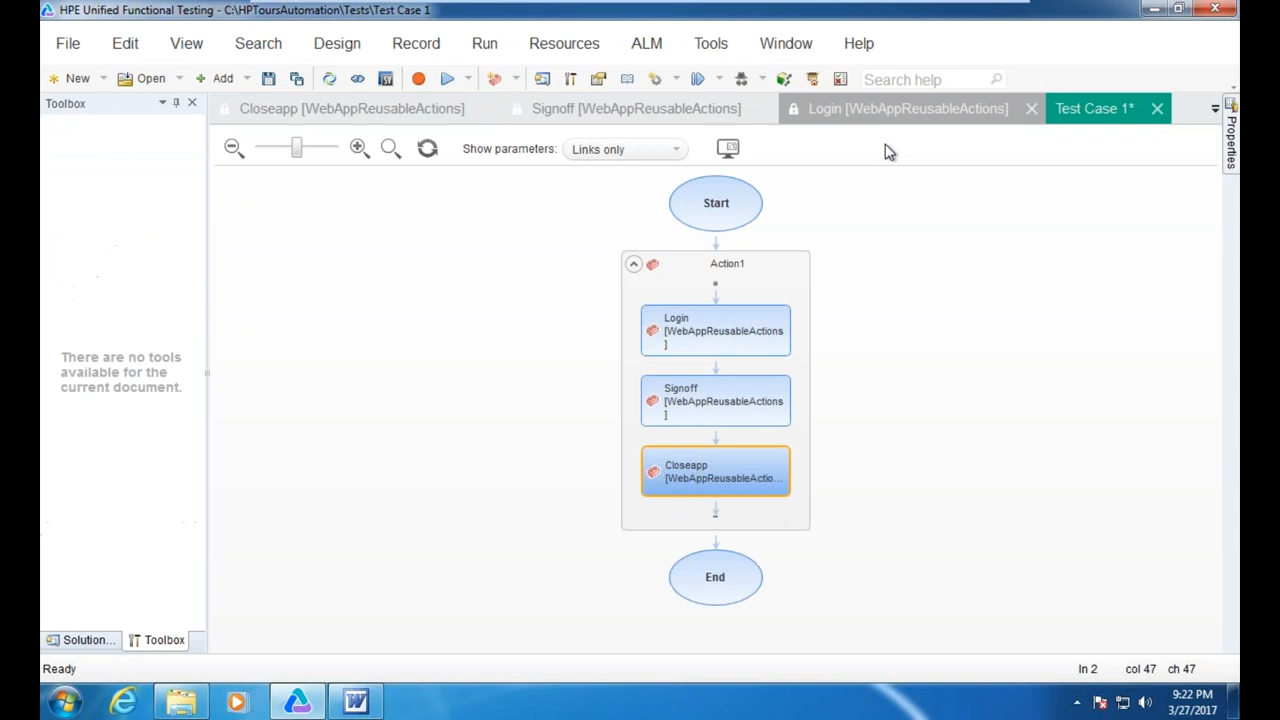 HPE Unified Functional Testing - C:\HPToursAutomation\Tests\Test Case 1
File Edit View Search Design Record Run Resources ALM Tools Window Help
New Open Add Search help
Toolbox
Closeapp [WebAppReusableActions] Signoff [WebAppReusableActions] Login [WebAppReusableActions] Test Case 1*
Properties
Show parameters: Links only
Start
Action1
Login
[WebAppReusableActions
]
Signoff
[WebAppReusableActions
]
Closeapp
[WebAppReusableActio...
End
There are no tools
available for the
current document.
Solution... Toolbox
Ready ln 2 col 47 ch 47
9:22 PM
3/27/2017